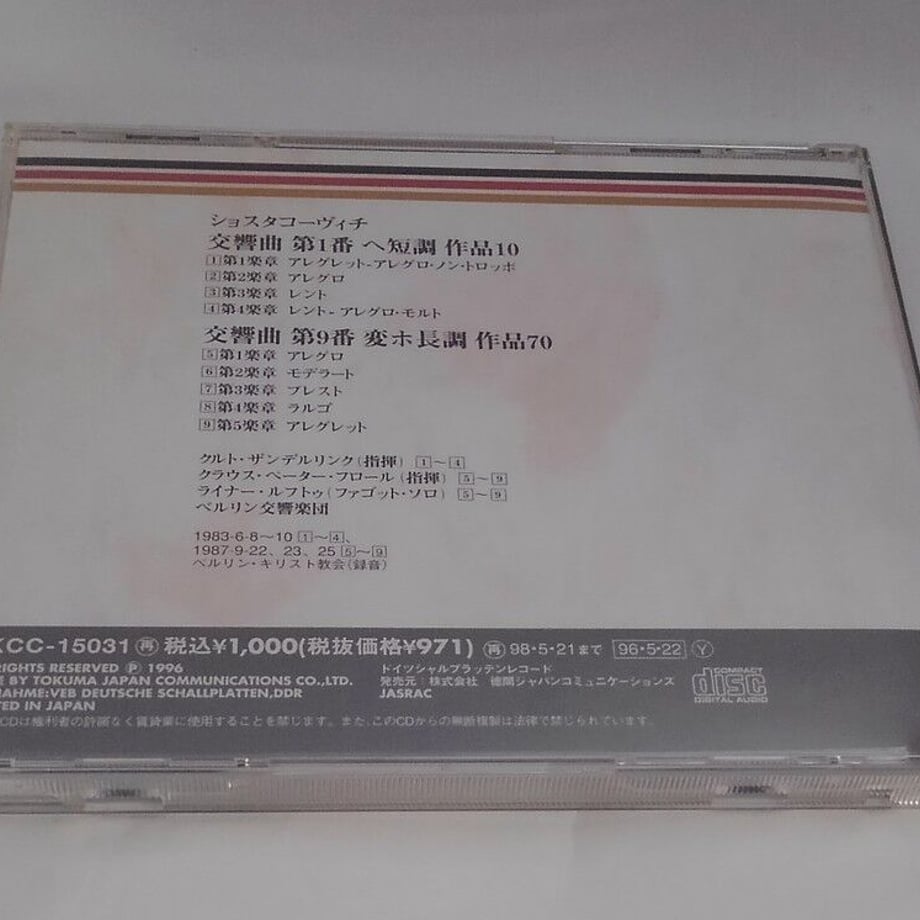 ショスタコーヴィチ
交響曲 第1番 ヘ短調 作品10
1 第1楽章 アレグレット-アレグロ・ノン・トロッポ
2 第2楽章 アレグロ
3 第3楽章 レント
4 第4楽章 レント - アレグロ・モルト
交響曲 第9番 変ホ長調 作品70
5 第1楽章 アレグロ
6 第2楽章 モデラート
7 第3楽章 プレスト
8 第4楽章 ラルゴ
9 第5楽章 アレグレット
クルト・ザンデルリンク(指揮) 1〜4
クラウス・ペーター・フロール(指揮) 5〜9
ライナー・ルフトゥ(ファゴット・ソロ) 5〜9
ベルリン交響楽団
1983-6-8〜10 1〜4、
1987-9-22、23、25 5〜9
ベルリン・キリスト教会(録音)
KCC-15031 再 税込¥1,000(税抜価格¥971) 再 98・5・21まで 96・5・22 Y
RIGHTS RESERVED Ⓟ 1996
E BY TOKUMA JAPAN COMMUNICATIONS CO.,LTD.
NAHME:VEB DEUTSCHE SCHALLPLATTEN,DDR
TED IN JAPAN
ドイツシャルプラッテンレコード
発売元:株式会社 徳間ジャパンコミュニケーションズ
JASRAC
COMPACT
disc
DIGITAL AUDIO
CDは権利者の許諾なく賃貸業に使用することを禁じます。また、このCDからの無断複製は法律で禁じられています。